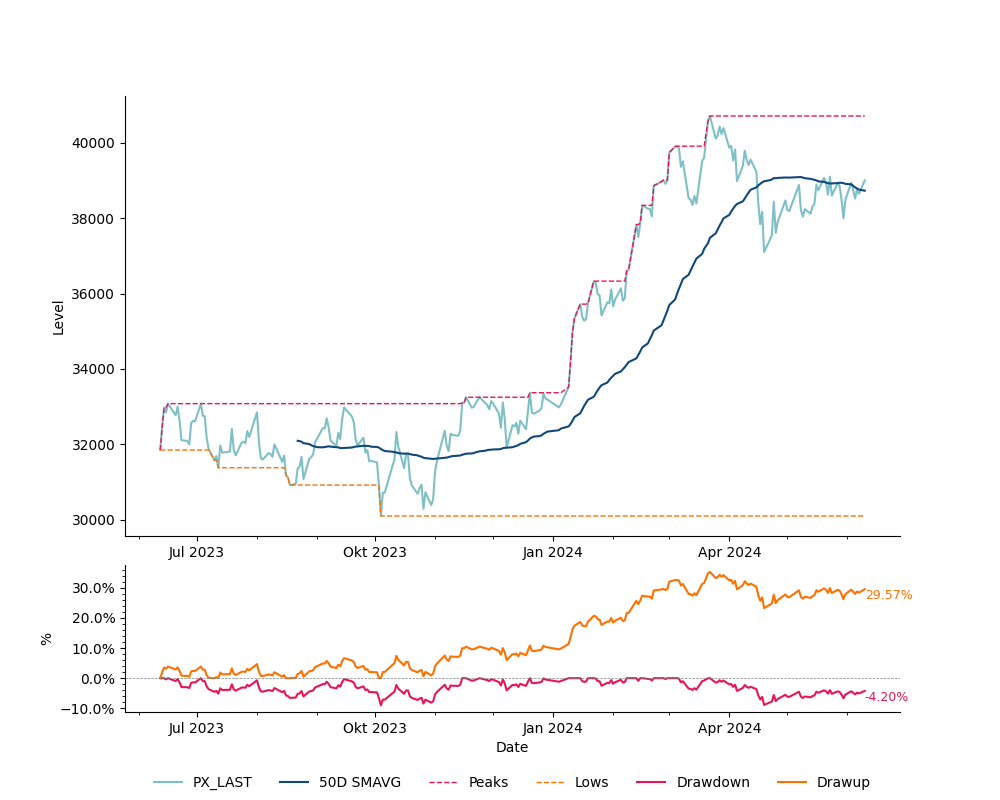 40000
38000
36000
34000
32000
30000
Level
Jul 2023 Okt 2023 Jan 2024 Apr 2024
30.0%
20.0%
10.0%
0.0%
−10.0%
%
29.57%
-4.20%
Jul 2023 Okt 2023 Jan 2024 Apr 2024
Date
PX_LAST 50D SMAVG Peaks Lows Drawdown Drawup